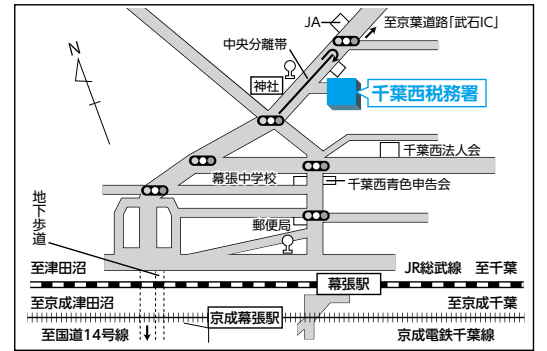 JA
至京葉道路「武石IC」
中央分離帯
N
神社
千葉西税務署
千葉西法人会
幕張中学校
千葉西青色申告会
地下歩道
郵便局
至津田沼
JR総武線 至千葉
幕張駅
至京成津田沼
至京成千葉
京成幕張駅
至国道14号線
京成電鉄千葉線